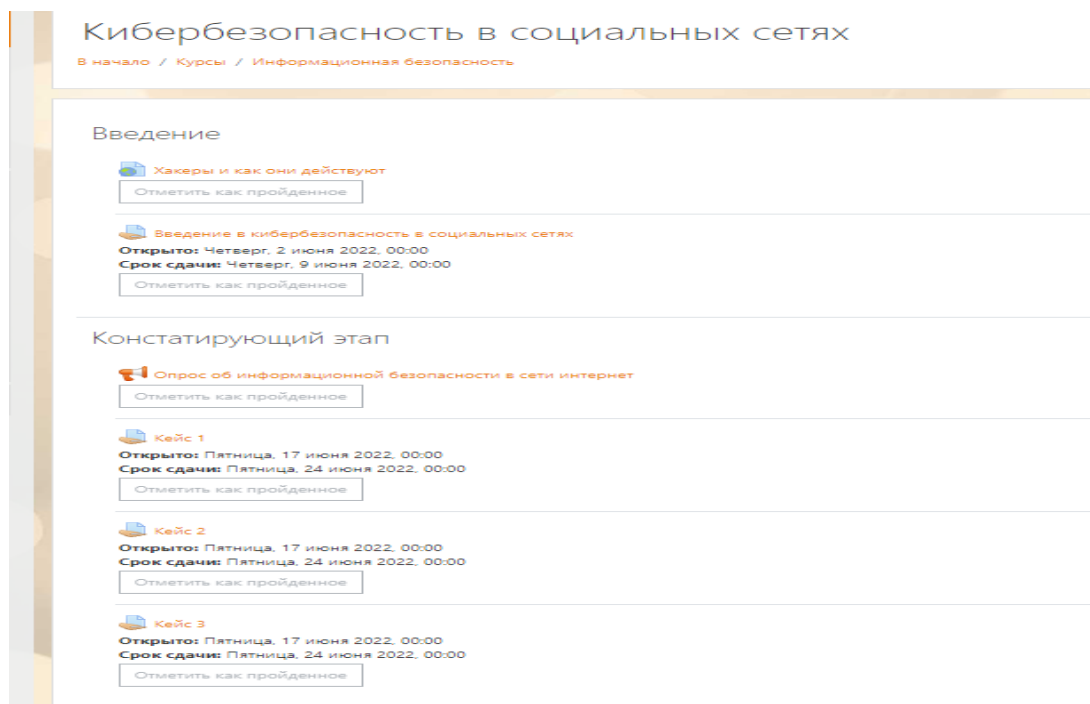 Кибербезопасность в социальных сетях
В начало / Курсы / Информационная безопасность
Введение
Хакеры и как они действуют
Отметить как пройденное
Введение в кибербезопасность в социальных сетях
Открыто: Четверг, 2 июня 2022, 00:00
Срок сдачи: Четверг, 9 июня 2022, 00:00
Отметить как пройденное
Констатирующий этап
Опрос об информационной безопасности в сети интернет
Отметить как пройденное
Кейс 1
Открыто: Пятница, 17 июня 2022, 00:00
Срок сдачи: Пятница, 24 июня 2022, 00:00
Отметить как пройденное
Кейс 2
Открыто: Пятница, 17 июня 2022, 00:00
Срок сдачи: Пятница, 24 июня 2022, 00:00
Отметить как пройденное
Кейс 3
Открыто: Пятница, 17 июня 2022, 00:00
Срок сдачи: Пятница, 24 июня 2022, 00:00
Отметить как пройденное